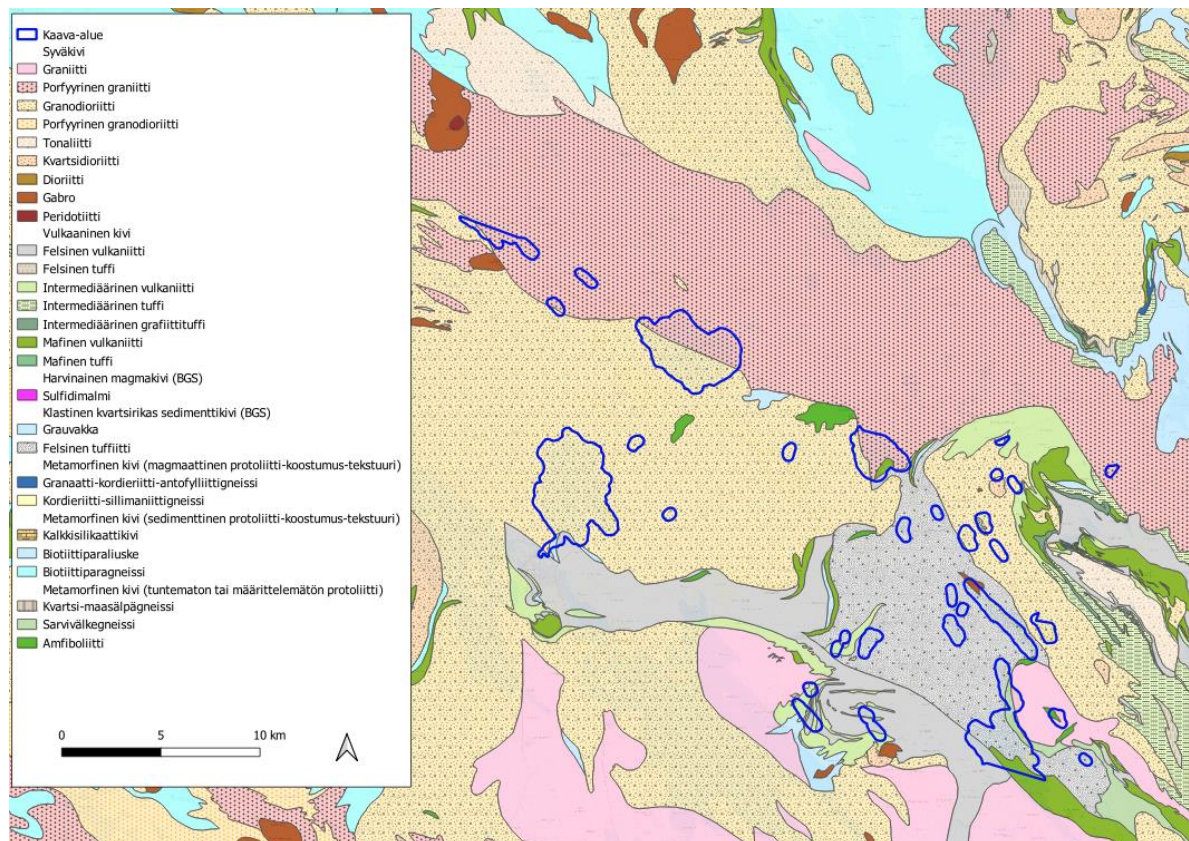 Kaava-alue
Syväkivi
Graniitti
Porfyyrinen graniitti
Granodioriitti
Porfyyrinen granodioriitti
Tonaliitti
Kvartsidioriitti
Dioriitti
Gabro
Peridotiitti
Vulkaaninen kivi
Felsinen vulkaniitti
Felsinen tuffi
Intermediäärinen vulkaniitti
Intermediäärinen tuffi
Intermediäärinen grafiittituffi
Mafinen vulkaniitti
Mafinen tuffi
Harvinainen magmakivi (BGS)
Sulfidimalmi
Klastinen kvartsirikas sedimenttikivi (BGS)
Grauvakka
Felsinen tuffiitti
Metamorfinen kivi (magmaattinen protoliitti-koostumus-tekstuuri)
Granaatti-kordieriitti-antofylliittigneissi
Kordieriitti-sillimaniittigneissi
Metamorfinen kivi (sedimenttinen protoliitti-koostumus-tekstuuri)
Kalkkisilikaattikivi
Biotiittiparaliuske
Biotiittiparagneissi
Metamorfinen kivi (tuntematon tai määrittelemätön protoliitti)
Kvartsi-maasälpägneissi
Sarvivälkegneissi
Amfiboliitti
0 5 10 km